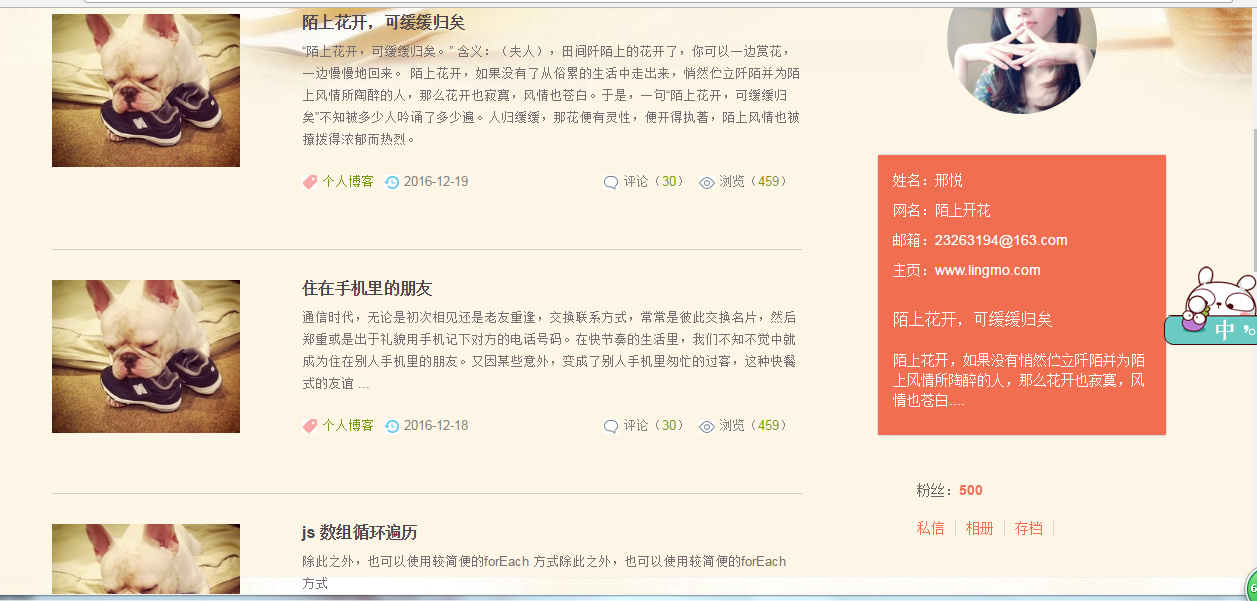 陌上花开，可缓缓归矣
“陌上花开，可缓缓归矣。” 含义：（夫人），田间阡陌上的花开了，你可以一边赏花，
一边慢慢地回来。 陌上花开，如果没有了从俗累的生活中走出来，悄然伫立阡陌并为陌
上风情所陶醉的人，那么花开也寂寞，风情也苍白。于是，一句“陌上花开，可缓缓归
矣”不知被多少人吟诵了多少遍。人归缓缓，那花便有灵性，便开得执著，陌上风情也被
撩拨得浓郁而热烈。
个人博客 2016-12-19 评论（30） 浏览（459）
住在手机里的朋友
通信时代，无论是初次相见还是老友重逢，交换联系方式，常常是彼此交换名片，然后
郑重或是出于礼貌用手机记下对方的电话号码。在快节奏的生活里，我们不知不觉中就
成为住在别人手机里的朋友。又因某些意外，变成了别人手机里匆忙的过客，这种快餐
式的友谊 ...
个人博客 2016-12-18 评论（30） 浏览（459）
js 数组循环遍历
除此之外，也可以使用较简便的forEach 方式除此之外，也可以使用较简便的forEach
方式
姓名：邢悦
网名：陌上开花
邮箱：23263194@163.com
主页：www.lingmo.com
陌上花开，可缓缓归矣
陌上花开，如果没有悄然伫立阡陌并为陌
上风情所陶醉的人，那么花开也寂寞，风
情也苍白....
粉丝：500
私信 相册 存档
中
6